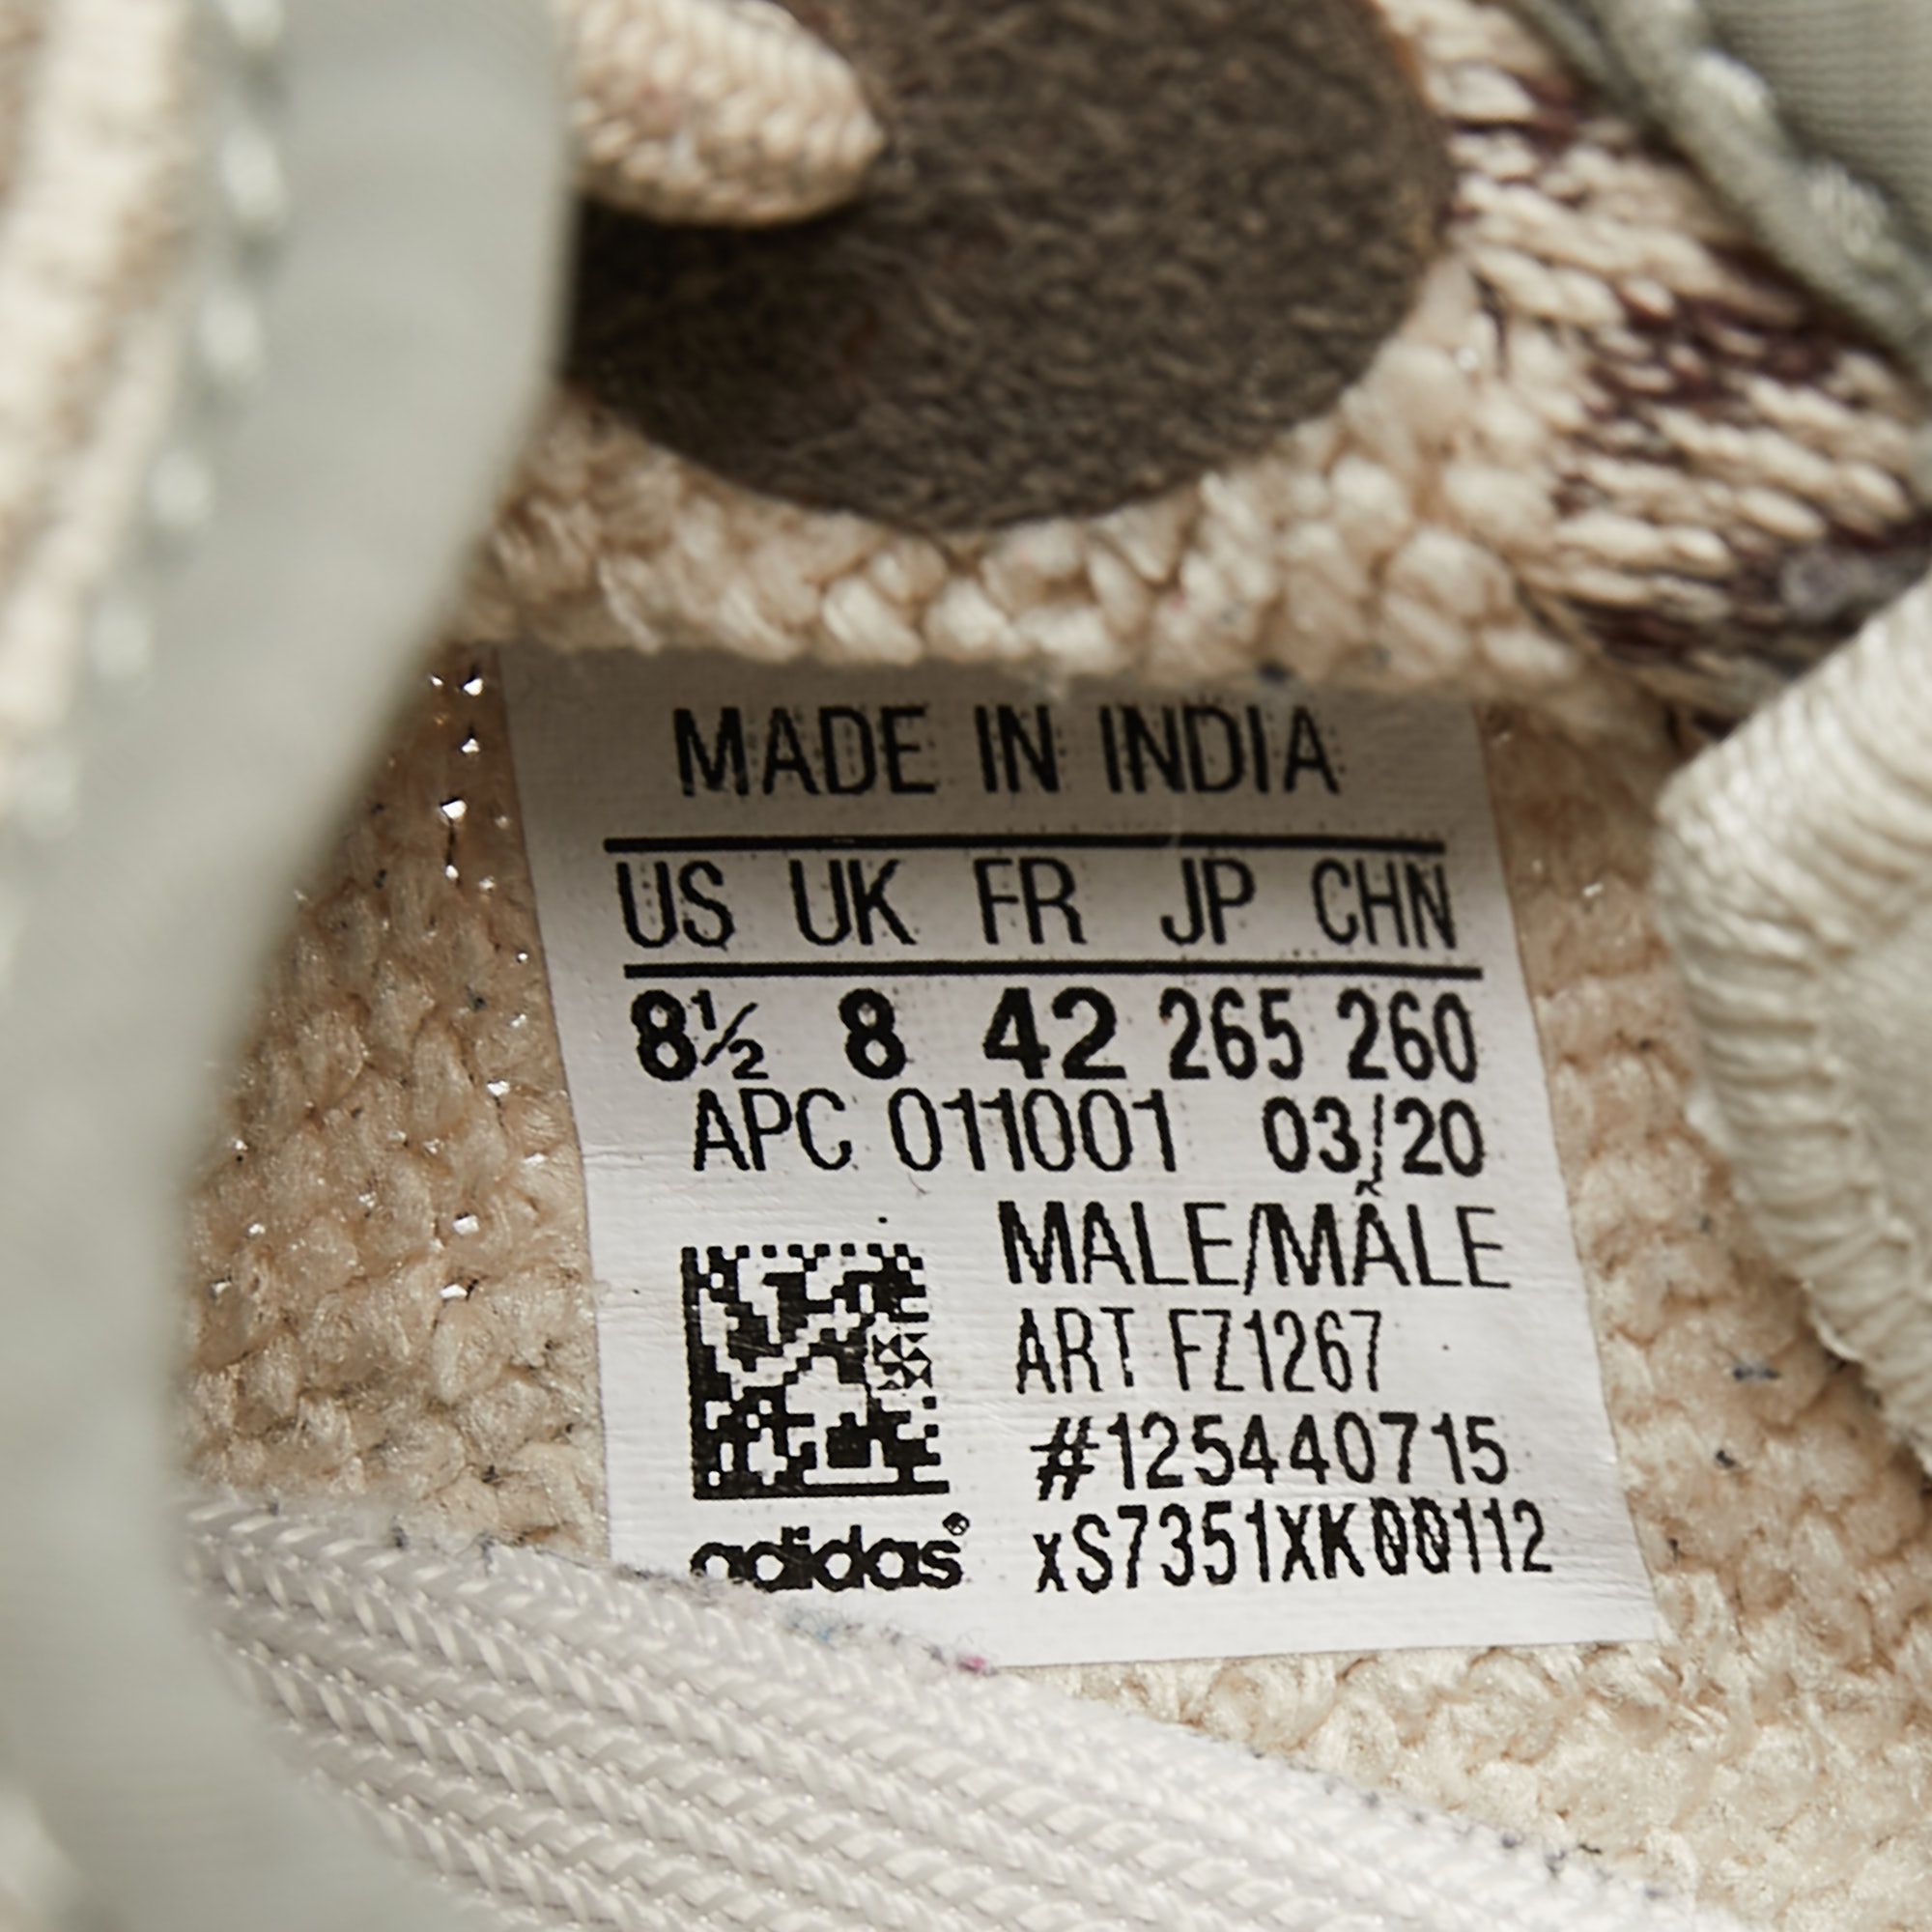 MADE IN INDIA
US UK FR JP CHN
8½ 8 42 265 260
APC 011001 03/20
MALE/MÂLE
ART FZ1267
#125440715
adidas® xS7351XK00112